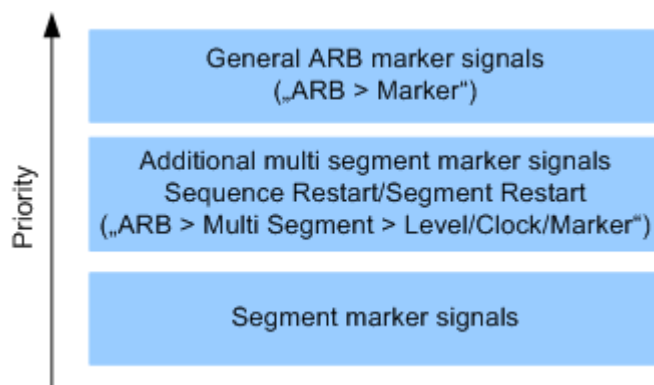 Priority
General ARB marker signals
(„ARB > Marker“)
Additional multi segment marker signals
Sequence Restart/Segment Restart
(„ARB > Multi Segment > Level/Clock/Marker“)
Segment marker signals